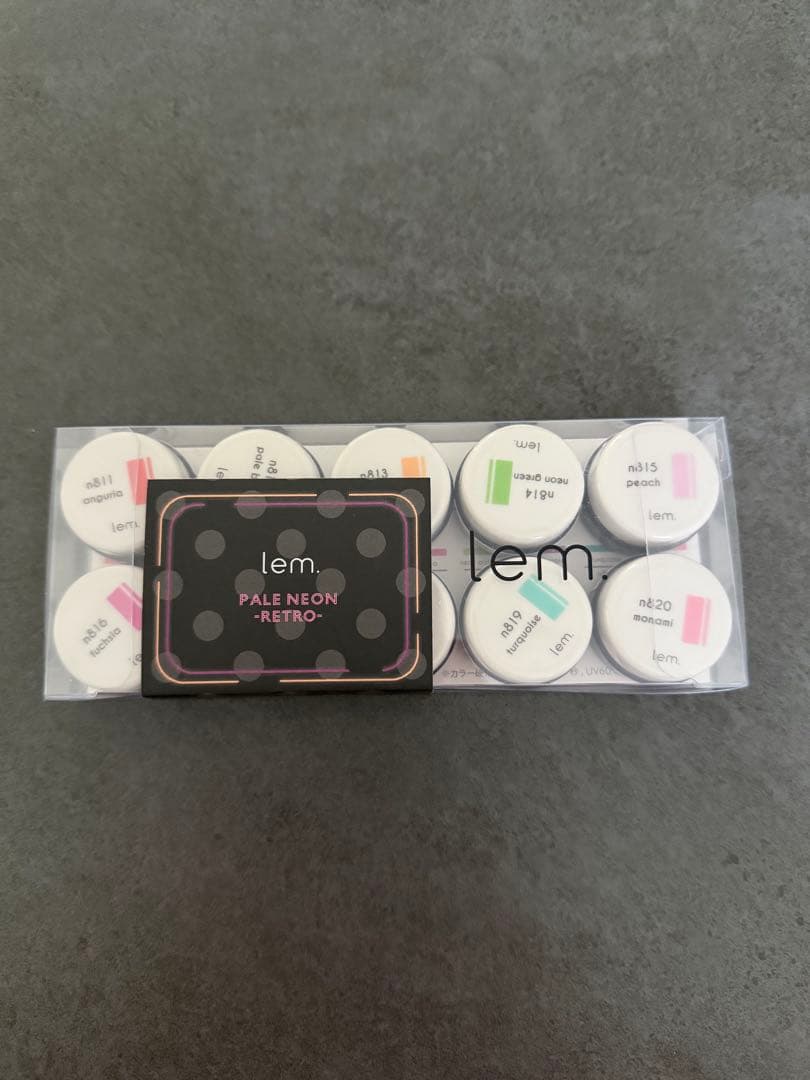 n811
anguria
lem.
n813
n814
neon green
lem.
n815
peach
lem.
lem.
PALE NEON
-RETRO-
lem.
n816
fuchsia
n819
turquoise
lem.
n820
monami
lem.